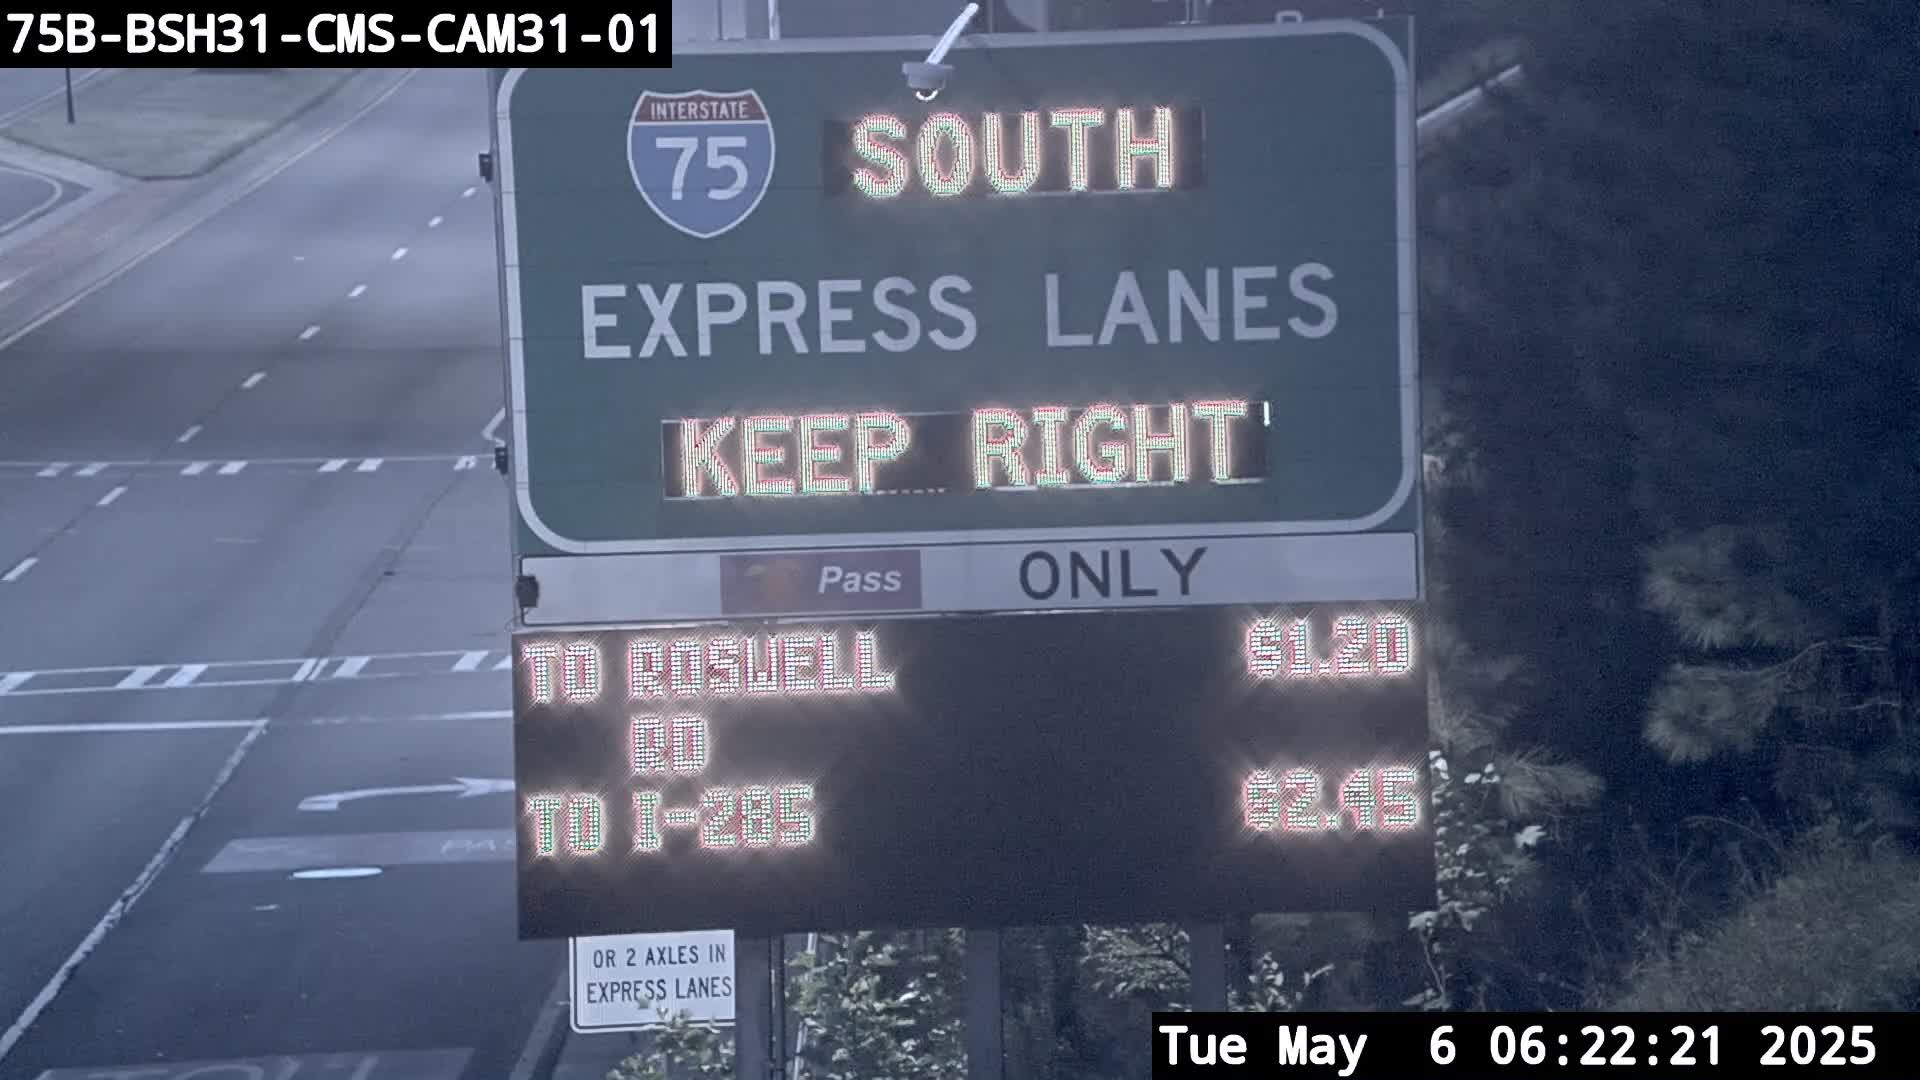 75B-BSH31-CMS-CAM31-01
INTERSTATE
75
SOUTH
EXPRESS LANES
KEEP RIGHT
Pass ONLY
TO ROSWELL $1.20
RD
TO I-285 $2.45
OR 2 AXLES IN
EXPRESS LANES
Tue May 6 06:22:21 2025